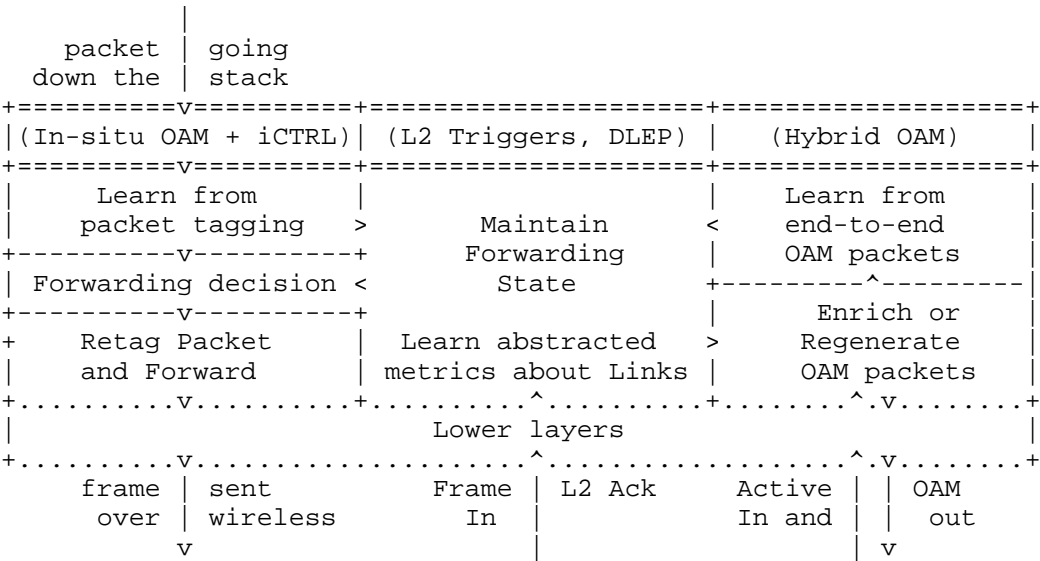 |
        packet | going
      down the | stack
+==========v==========+====================+===================+
|(In-situ OAM + iCTRL)| (L2 Triggers, DLEP) |   (Hybrid OAM)    |
+==========v==========+====================+===================+
|     Learn from      |                     |    Learn from     |
|    packet tagging   >      Maintain       <    end-to-end     |
+----------v----------+     Forwarding      |    OAM packets    |
| Forwarding decision <        State        +---------^---------|
+----------v----------+                     |     Enrich or     |
+    Retag Packet     |  Learn abstracted   >    Regenerate     |
|    and Forward      | metrics about Links |    OAM packets    |
+..........v..........+..........^..........+........^.v........+
|                          Lower layers                         |
+..........v.....................^...................^.v........+
    frame | sent              Frame | L2 Ack    Active | | OAM
     over | wireless            In |            In and | | out
          v                        |                   | v